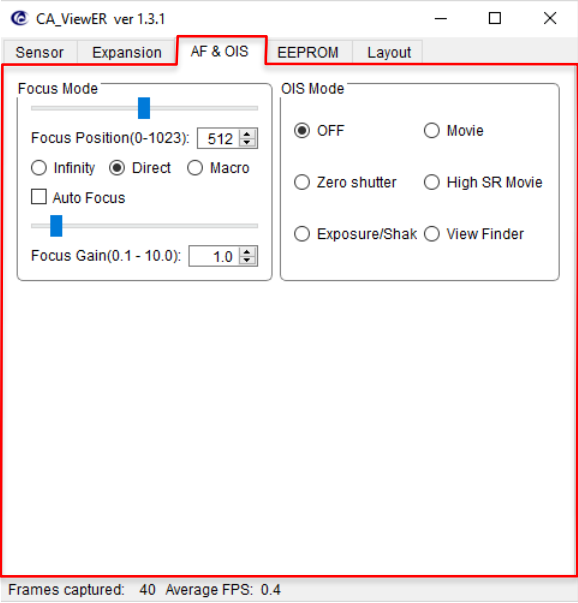 CA_ViewER ver 1.3.1
Sensor Expansion AF & OIS EEPROM Layout
Focus Mode
Focus Position(0-1023): 512
Infinity Direct Macro
Auto Focus
Focus Gain(0.1 - 10.0): 1.0
OIS Mode
OFF Movie
Zero shutter High SR Movie
Exposure/Shak View Finder
Frames captured: 40 Average FPS: 0.4